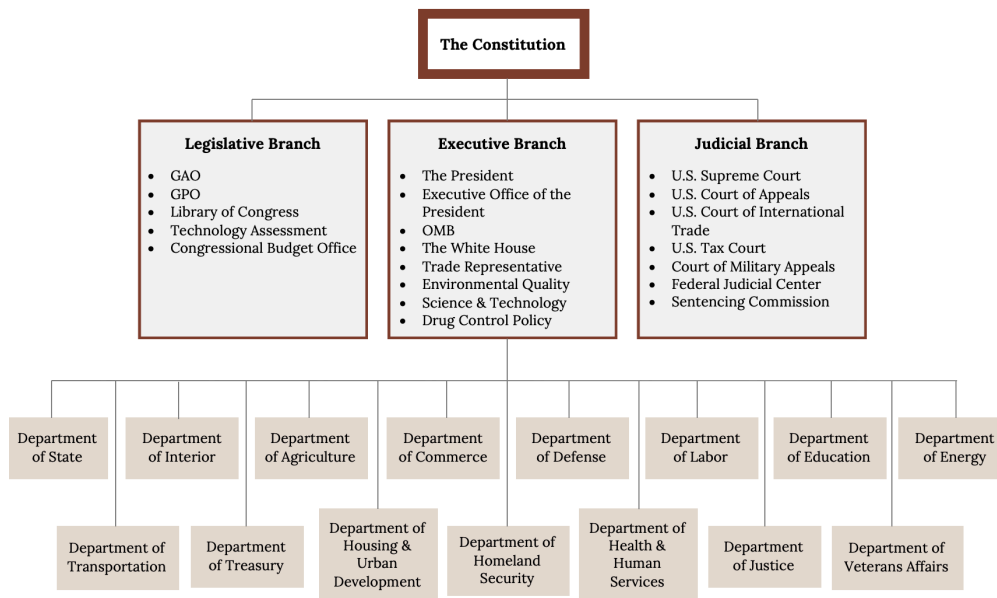 The Constitution
Legislative Branch
• GAO
• GPO
• Library of Congress
• Technology Assessment
• Congressional Budget Office
Executive Branch
• The President
• Executive Office of the
President
• OMB
• The White House
• Trade Representative
• Environmental Quality
• Science & Technology
• Drug Control Policy
Judicial Branch
• U.S. Supreme Court
• U.S. Court of Appeals
• U.S. Court of International
Trade
• U.S. Tax Court
• Court of Military Appeals
• Federal Judicial Center
• Sentencing Commission
Department
of State
Department of
of Interior
Department
of Agriculture
Department
of Commerce
Department
of Defense
Department
of Labor
Department
of Education
Department
of Energy
Department of
Transportation
Department
of Treasury
Department of
Housing &
Urban
Development
Department of
Homeland
Security
Department of
Health &
Human
Services
Department
of Justice
Department of
Veterans Affairs